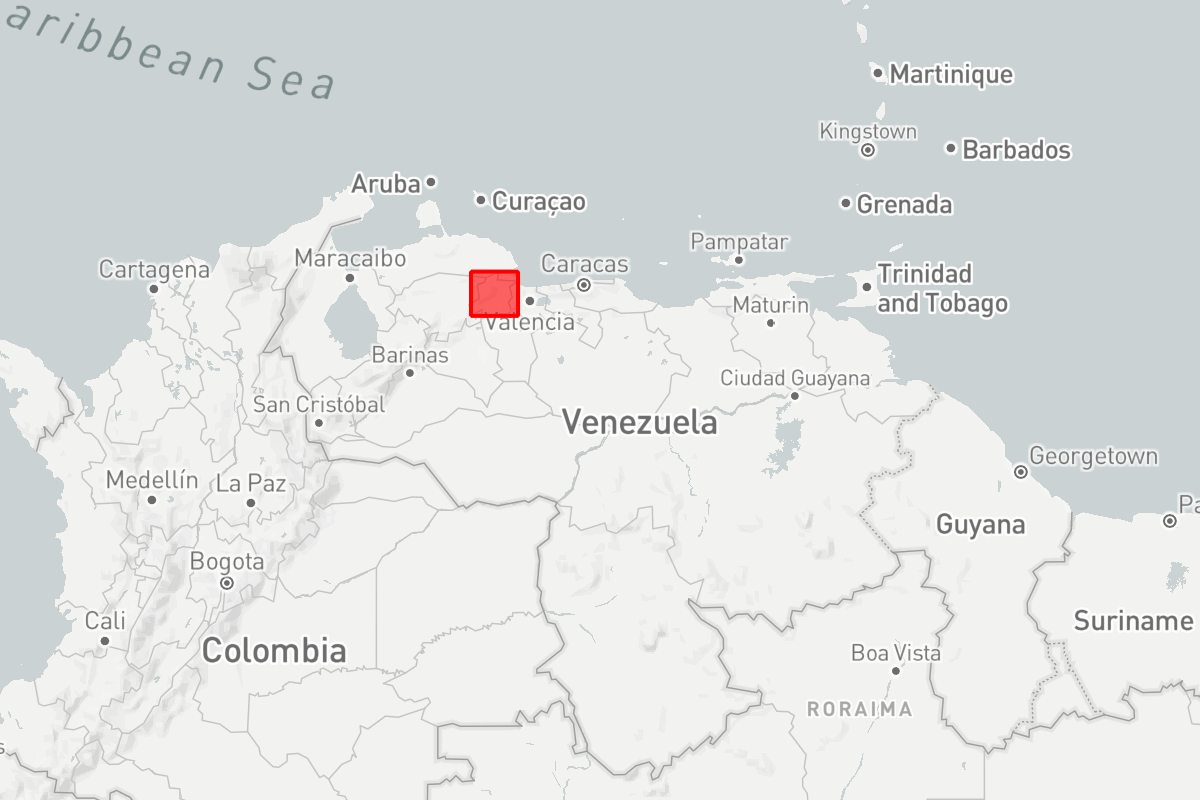 aribbean Sea
Martinique
Kingstown
Barbados
Aruba
Curaçao
Grenada
Pampatar
Maracaibo
Caracas
Cartagena
Trinidad
and Tobago
Maturin
Valencia
Barinas
Ciudad Guayana
San Cristóbal
Venezuela
Georgetown
Medellín
La Paz
Pa
Guyana
Bogota
Cali
Suriname
Colombia
Boa Vista
RORAIMA
s